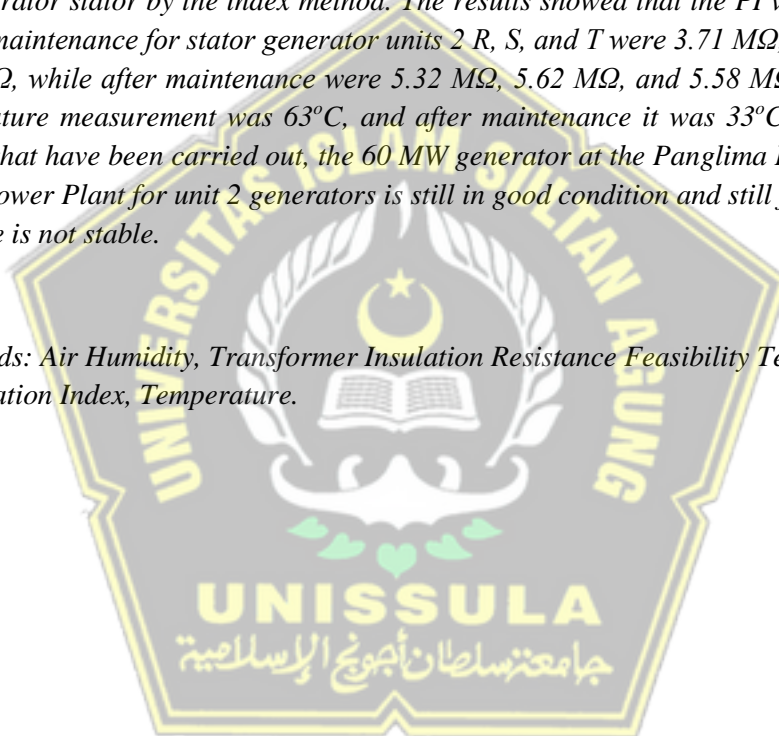 rator stator by the index method. The results showed that the PI v
maintenance for stator generator units 2 R, S, and T were 3.71 MΩ,
Ω, while after maintenance were 5.32 MΩ, 5.62 MΩ, and 5.58 MΩ
ture measurement was 63ºC, and after maintenance it was 33ºC
hat have been carried out, the 60 MW generator at the Panglima
ower Plant for unit 2 generators is still in good condition and still
e is not stable.
ds: Air Humidity, Transformer Insulation Resistance Feasibility Te
ation Index, Temperature.
UNIVERSITAS ISLAM SULTAN AGUNG
UNISSULA
جامعة سلطان أجونج الإسلامية